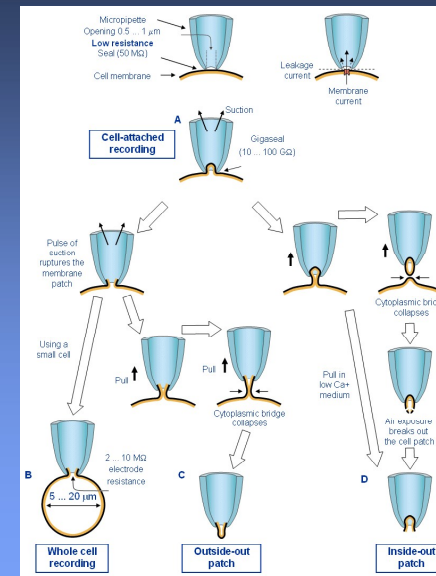 Micropipette
Opening 0.5 ... 1 µm
Low resistance
Seal (50 MΩ)
Cell membrane
Leakage
current
Membrane
current
A
Suction
Cell-attached
recording
Gigaseal
(10 ... 100 GΩ)
Pulse of
suction
ruptures the
membrane
patch
Cytoplasmic bric
collapses
Using a
small cell
Pull
Pull
Pull in
low Ca+
medium
Cytoplasmic bridge
collapses
Air exposure
breaks out
the cell patch
2 ... 10 MΩ
electrode
resistance
B
5 ... 20 µm
C
D
Whole cell
recording
Outside-out
patch
Inside-out
patch